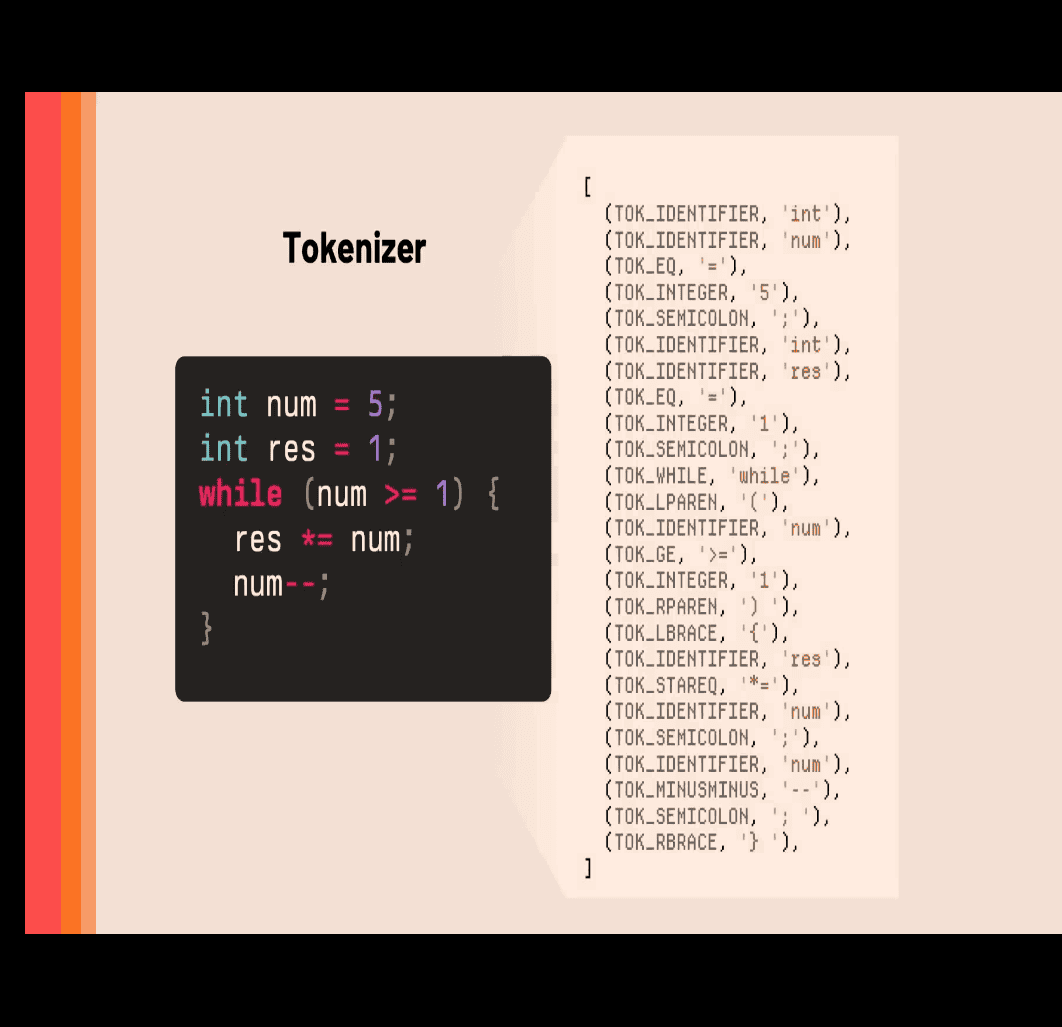 Tokenizer
int num = 5;
int res = 1;
while (num >= 1) {
  res *= num;
  num--;
}
[
  (TOK_IDENTIFIER, 'int'),
  (TOK_IDENTIFIER, 'num'),
  (TOK_EQ, '='),
  (TOK_INTEGER, '5'),
  (TOK_SEMICOLON, ';'),
  (TOK_IDENTIFIER, 'int'),
  (TOK_IDENTIFIER, 'res'),
  (TOK_EQ, '='),
  (TOK_INTEGER, '1'),
  (TOK_SEMICOLON, ';'),
  (TOK_WHILE, 'while'),
  (TOK_LPAREN, '('),
  (TOK_IDENTIFIER, 'num'),
  (TOK_GE, '>='),
  (TOK_INTEGER, '1'),
  (TOK_RPAREN, ') '),
  (TOK_LBRACE, '{'),
  (TOK_IDENTIFIER, 'res'),
  (TOK_STAREQ, '*='),
  (TOK_IDENTIFIER, 'num'),
  (TOK_SEMICOLON, ';'),
  (TOK_IDENTIFIER, 'num'),
  (TOK_MINUSMINUS, '--'),
  (TOK_SEMICOLON, '; '),
  (TOK_RBRACE, '} '),
]